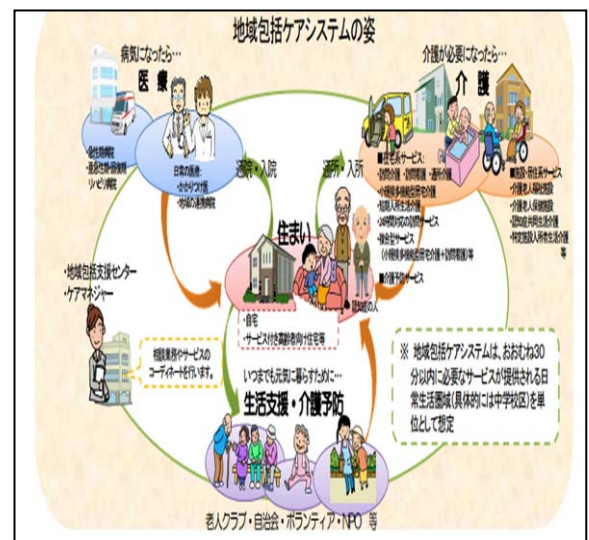 地域包括ケアシステムの姿
病気になったら…
医 療
・急性期病院
・亜急性期・回復期
リハビリ病院
日常の医療:
・かかりつけ医
・地域の連携病院
通院・入院
介護が必要になったら…
介 護
通所・入所
■在宅系サービス:
・訪問介護・訪問看護・通所介護
・小規模多機能型居宅介護
・短期入所生活介護
・24時間対応の訪問サービス
・複合型サービス
(小規模多機能型居宅介護+訪問看護)等
■介護予防サービス
■施設・居住系サービス
・介護老人福祉施設
・介護老人保健施設
・認知症共同生活介護
・特定施設入所者生活介護
等
住まい
認知症の人
・自宅
・サービス付き高齢者向け住宅等
・地域包括支援センター
・ケアマネジャー
相談業務やサービスの
コーディネートを行います。
いつまでも元気に暮らすために…
生活支援・介護予防
老人クラブ・自治会・ボランティア・NPO 等
※ 地域包括ケアシステムは、おおむね30
分以内に必要なサービスが提供される日
常生活圏域(具体的には中学校区)を単
位として想定